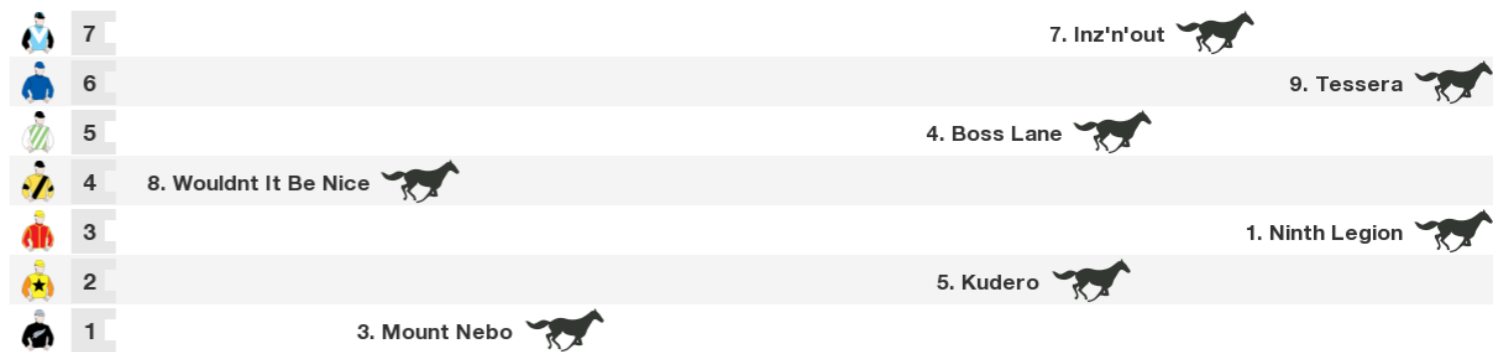 7 7. Inz'n'out
6 9. Tessera
5 4. Boss Lane
4 8. Wouldnt It Be Nice
3 1. Ninth Legion
2 5. Kudero
1 3. Mount Nebo